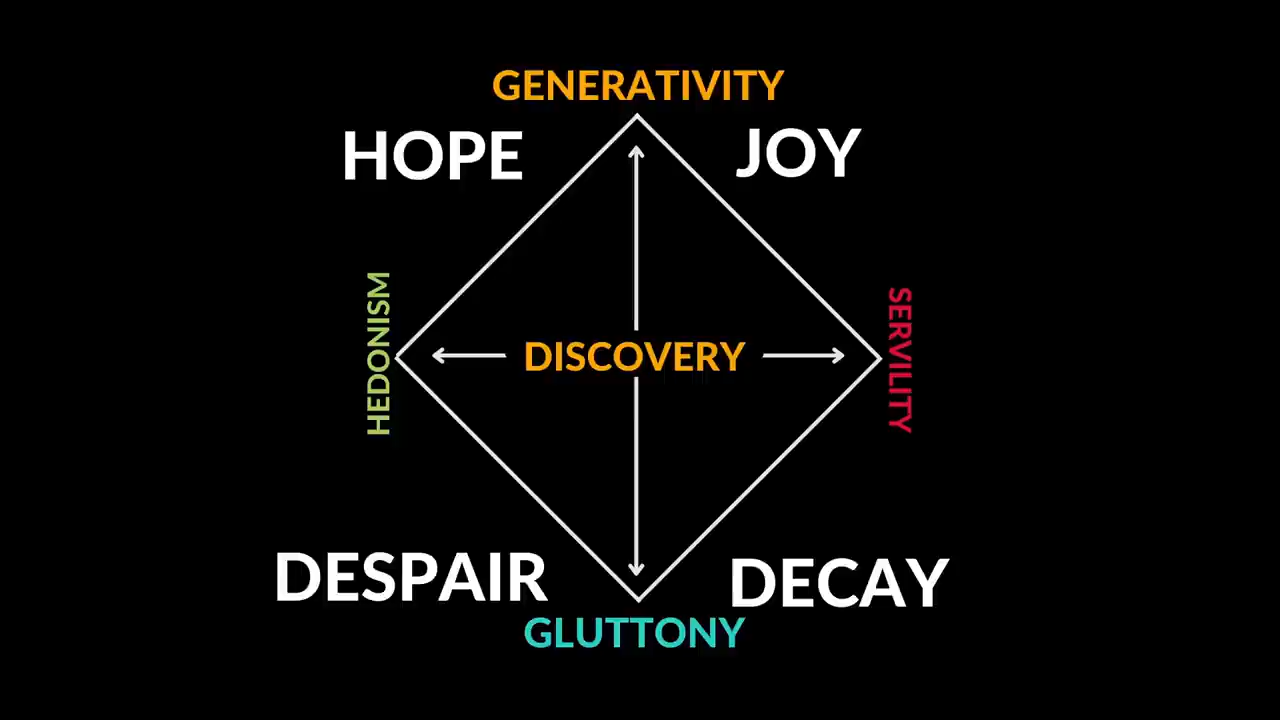 GENERATIVITY
HOPE
JOY
HEDONISM
DISCOVERY
SERVILITY
DESPAIR
DECAY
GLUTTONY